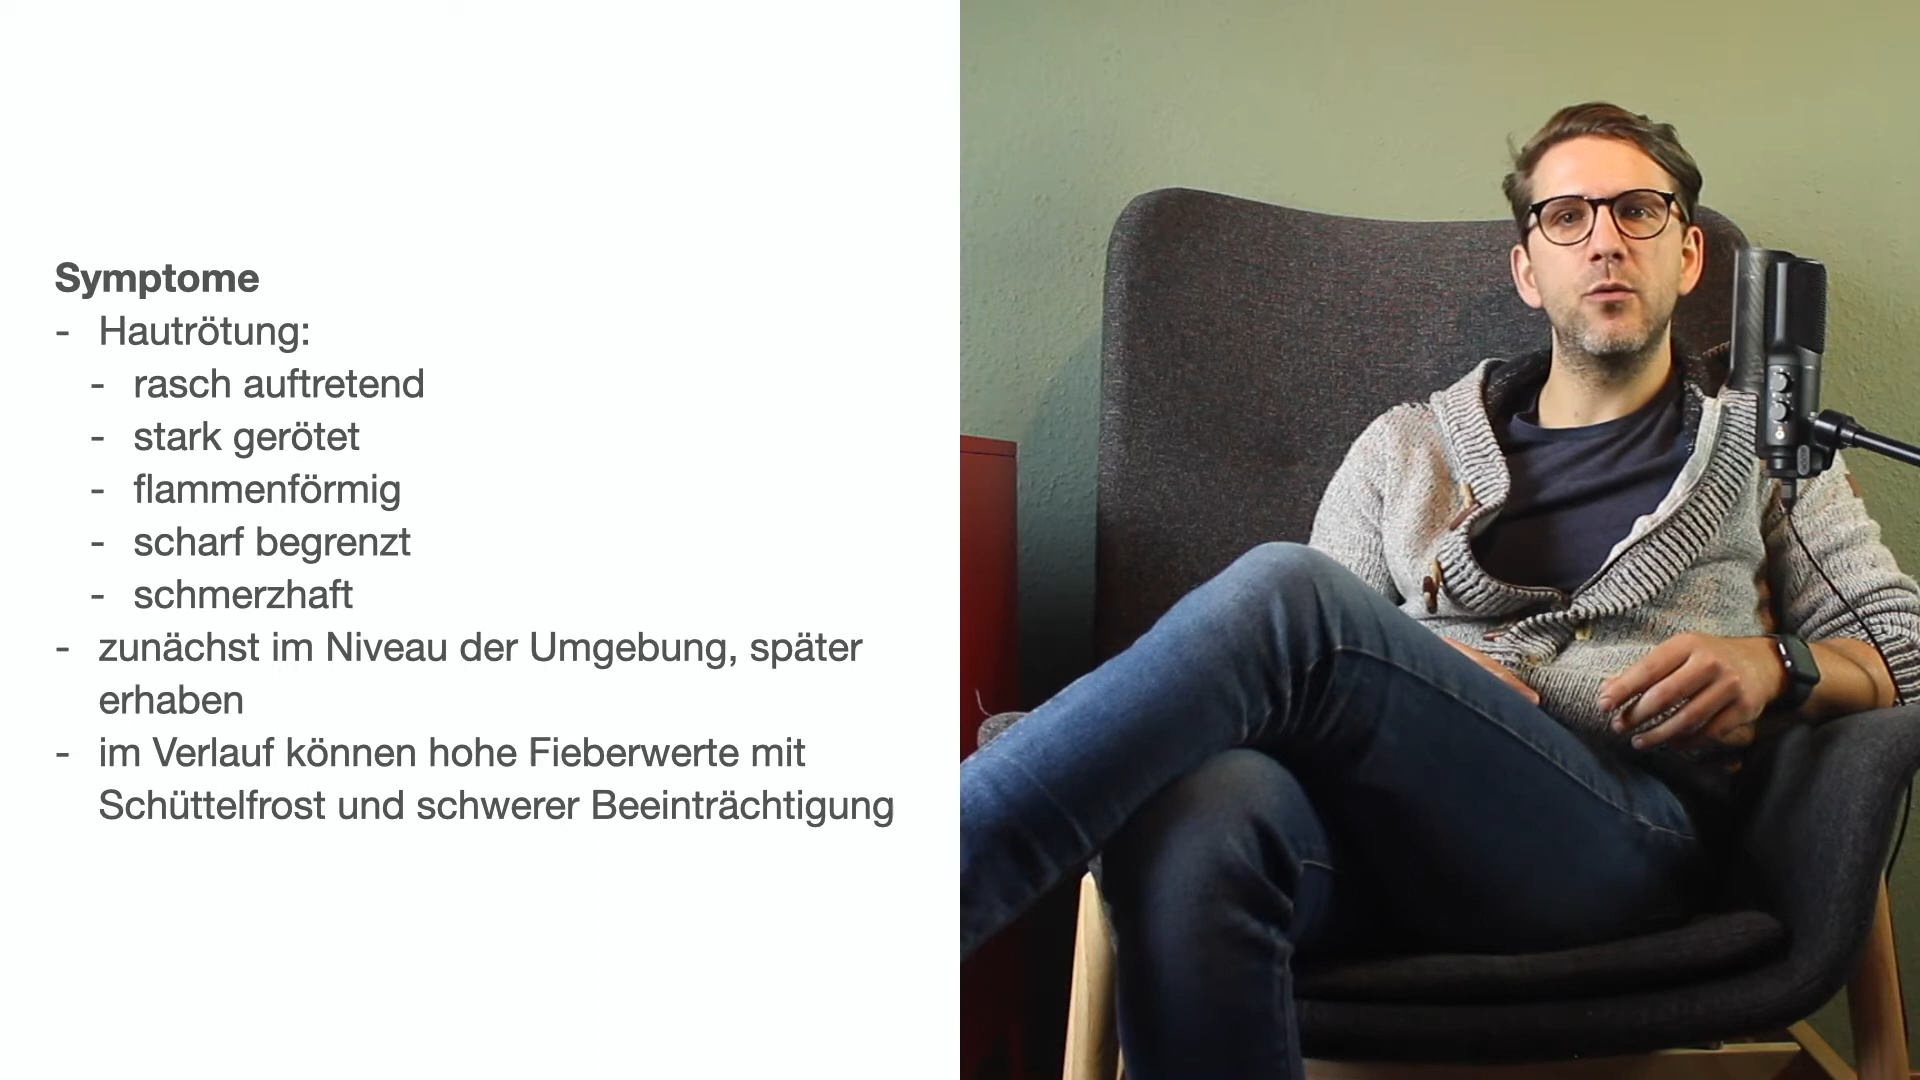 Symptome
- Hautrötung:
- rasch auftretend
- stark gerötet
- flammenförmig
- scharf begrenzt
- schmerzhaft
- zunächst im Niveau der Umgebung, später
erhaben
- im Verlauf können hohe Fieberwerte mit
Schüttelfrost und schwerer Beeinträchtigung